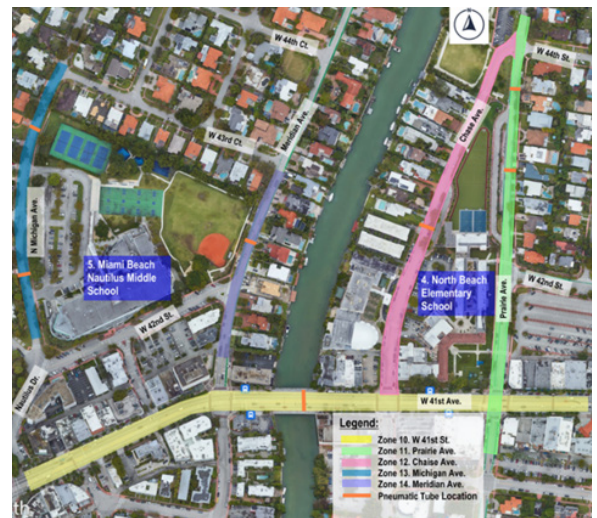 W 44th Ct.
W 44th St.
Chase Ave.
Meridian Ave.
W 43rd Ct.
N Michigan Ave.
5. Miami Beach
Nautilus Middle
School
4. North Beach
Elementary
School
W 42nd St.
W 42nd St.
Prairie Ave.
Nautilus Dr.
W 41st Ave.
Legend:
Zone 10. W 41st St.
Zone 11. Prairie Ave.
Zone 12. Chaise Ave.
Zone 13. Michigan Ave.
Zone 14. Meridian Ave.
Pneumatic Tube Location
th